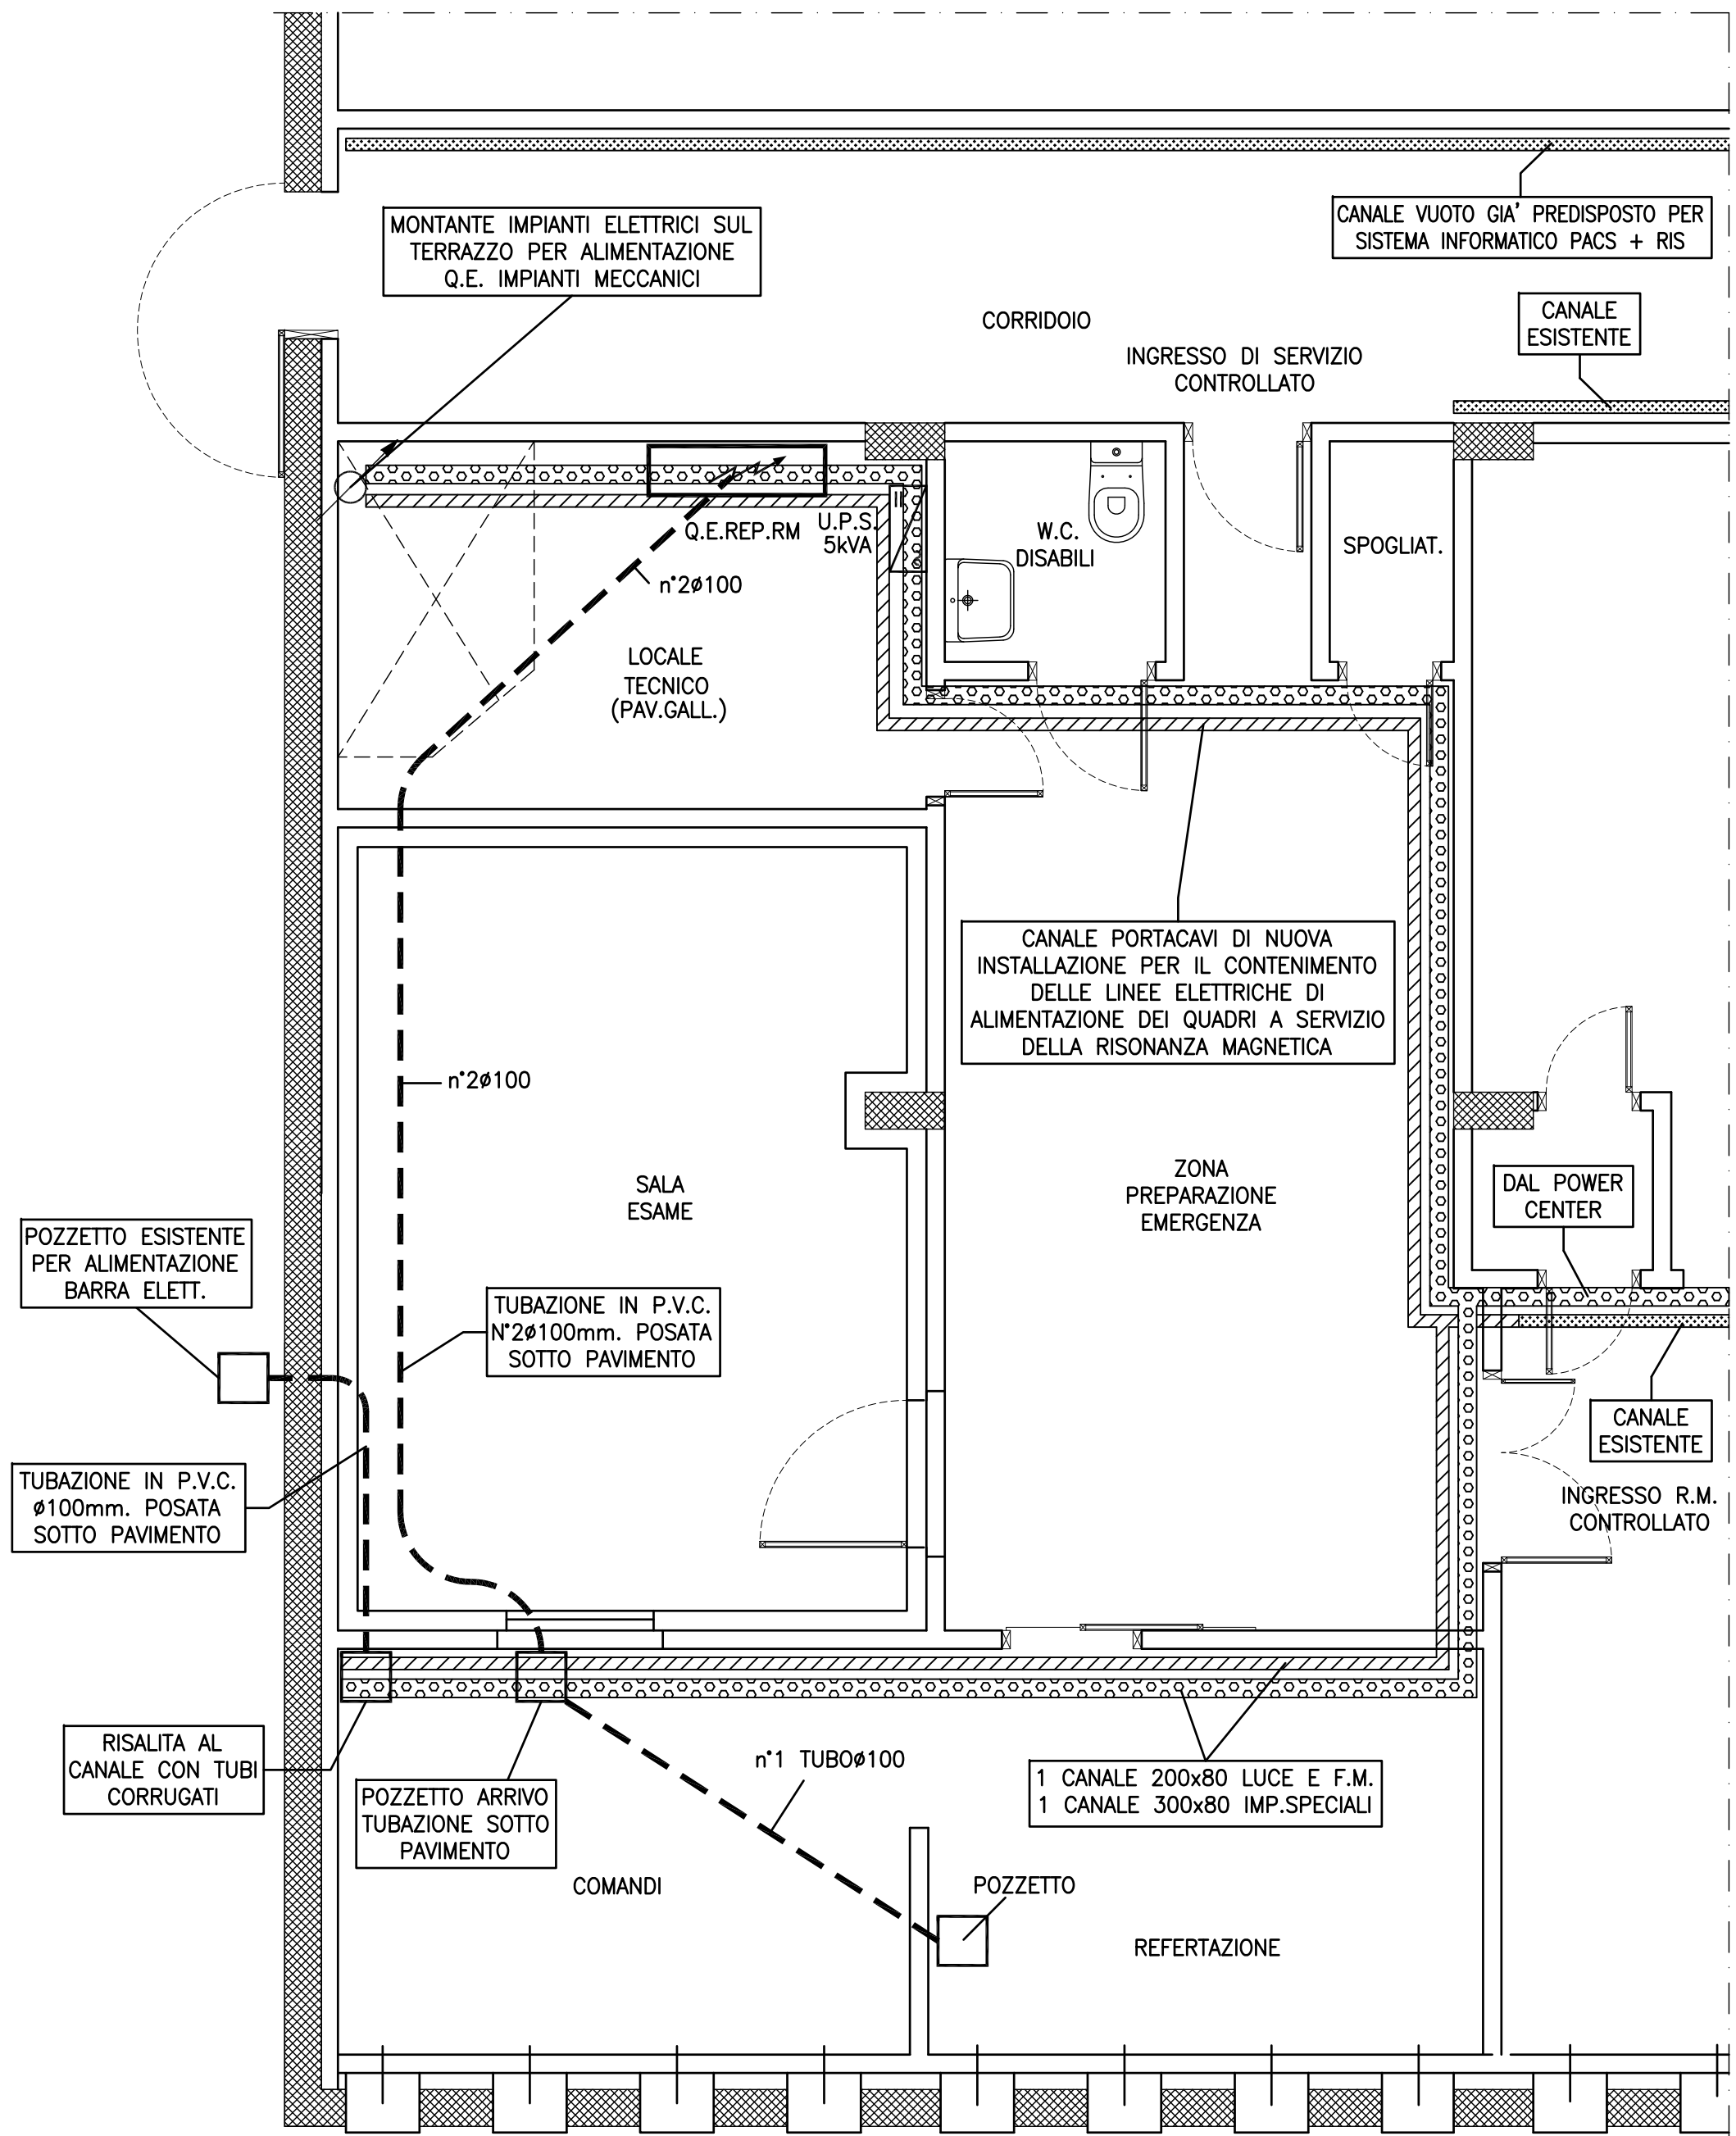 MONTANTE IMPIANTI ELETTRICI SUL
TERRAZZO PER ALIMENTAZIONE
Q.E. IMPIANTI MECCANICI
CANALE VUOTO GIA' PREDISPOSTO PER
SISTEMA INFORMATICO PACS + RIS
CORRIDOIO
CANALE
ESISTENTE
INGRESSO DI SERVIZIO
CONTROLLATO
Q.E.REP.RM
U.P.S.
5kVA
W.C.
DISABILI
SPOGLIAT.
n°2ø100
LOCALE
TECNICO
(PAV.GALL.)
CANALE PORTACAVI DI NUOVA
INSTALLAZIONE PER IL CONTENIMENTO
DELLE LINEE ELETTRICHE DI
ALIMENTAZIONE DEI QUADRI A SERVIZIO
DELLA RISONANZA MAGNETICA
n°2ø100
SALA
ESAME
ZONA
PREPARAZIONE
EMERGENZA
DAL POWER
CENTER
POZZETTO ESISTENTE
PER ALIMENTAZIONE
BARRA ELETT.
TUBAZIONE IN P.V.C.
N°2ø100mm. POSATA
SOTTO PAVIMENTO
CANALE
ESISTENTE
TUBAZIONE IN P.V.C.
ø100mm. POSATA
SOTTO PAVIMENTO
INGRESSO R.M.
CONTROLLATO
RISALITA AL
CANALE CON TUBI
CORRUGATI
POZZETTO ARRIVO
TUBAZIONE SOTTO
PAVIMENTO
n°1 TUBOø100
1 CANALE 200x80 LUCE E F.M.
1 CANALE 300x80 IMP.SPECIALI
COMANDI
POZZETTO
REFERTAZIONE